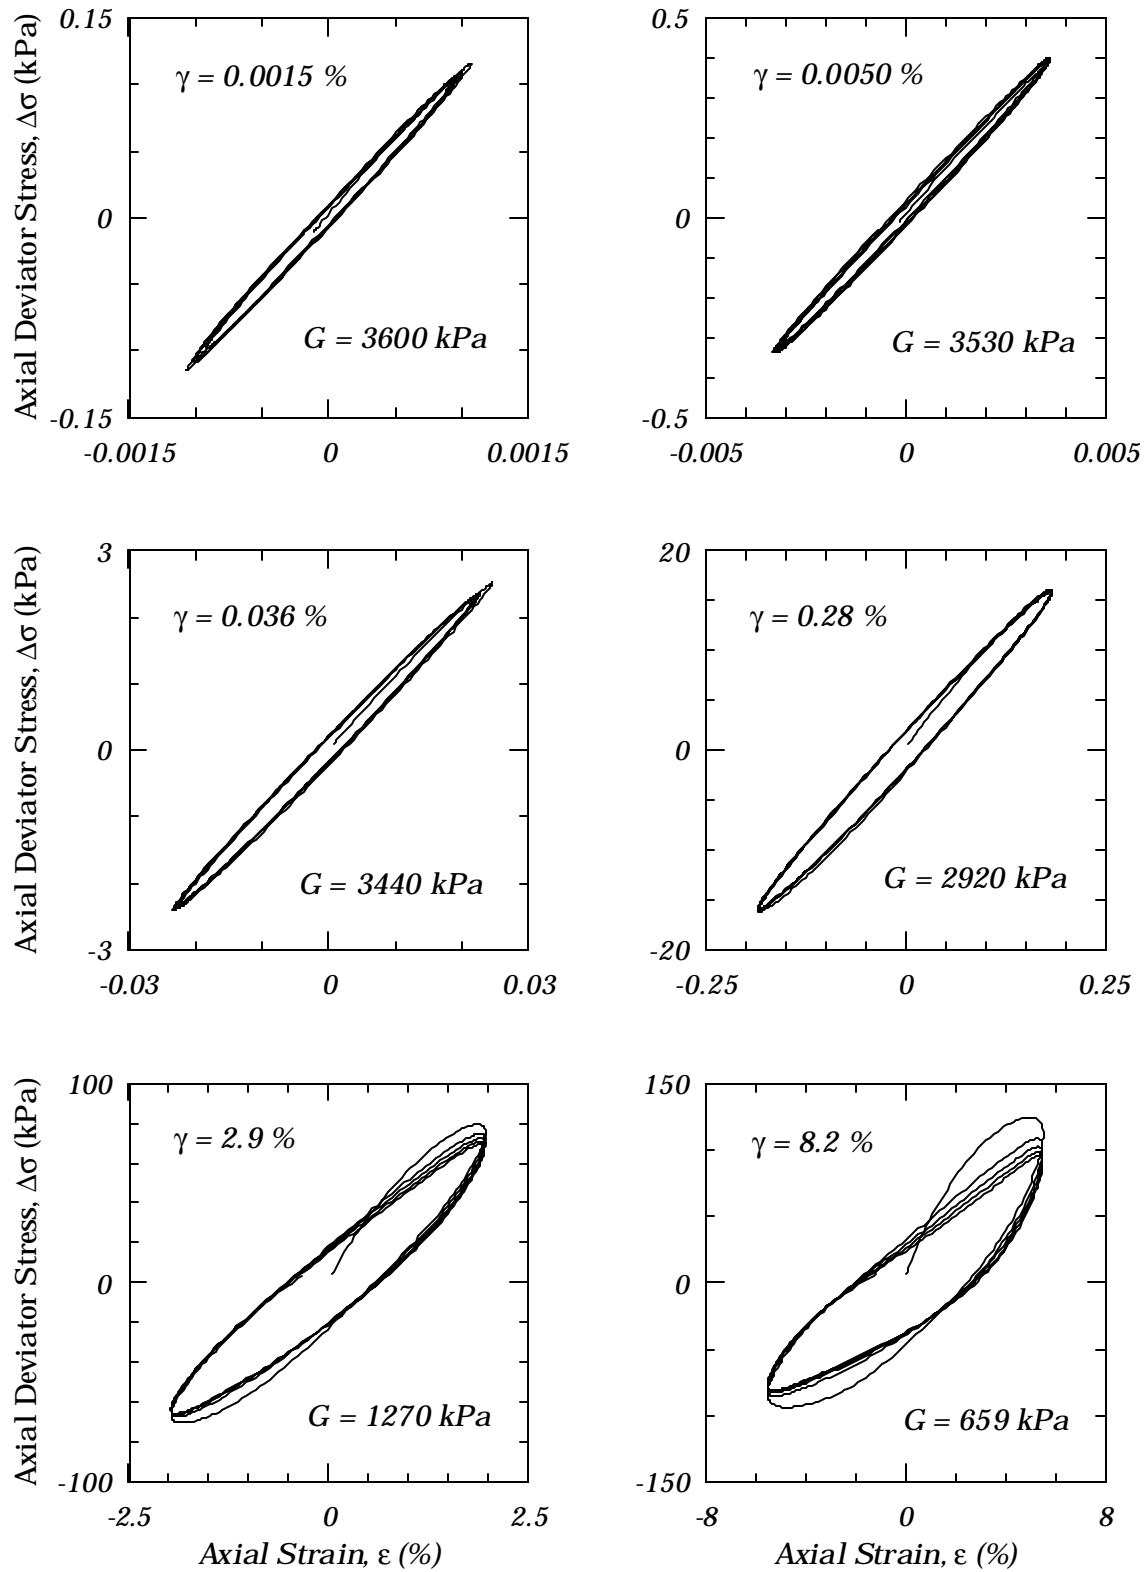 Axial Deviator Stress, Δσ (kPa)
0.15
0
-0.15
-0.0015
0
0.0015
γ = 0.0015 %
G = 3600 kPa
0.5
0
-0.5
-0.005
0
0.005
γ = 0.0050 %
G = 3530 kPa
Axial Deviator Stress, Δσ (kPa)
3
0
-3
-0.03
0
0.03
γ = 0.036 %
G = 3440 kPa
20
0
-20
-0.25
0
0.25
γ = 0.28 %
G = 2920 kPa
Axial Deviator Stress, Δσ (kPa)
100
0
-100
-2.5
0
2.5
γ = 2.9 %
G = 1270 kPa
Axial Strain, ε (%)
150
0
-150
-8
0
8
γ = 8.2 %
G = 659 kPa
Axial Strain, ε (%)